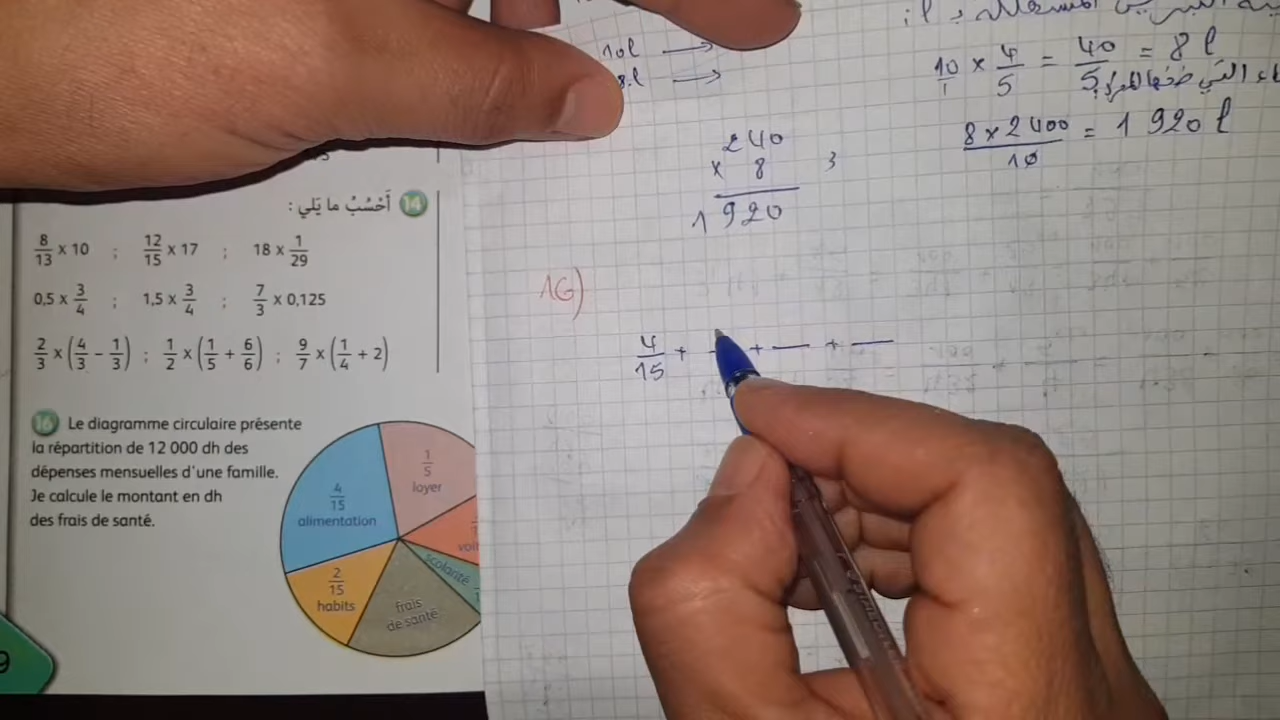 10l →
8l →
10/1 × 4/5 = 40/5 = 8 l
240
× 8 ;
1 920
8 × 2400 / 10 = 1 920 l
14 أَحْسُبُ ما يَلي :
8/13 × 10 ; 12/15 × 17 ; 18 × 1/29
0,5 × 3/4 ; 1,5 × 3/4 ; 7/3 × 0,125
2/3 × (4/3 − 1/3) ; 1/2 × (1/5 + 6/6) ; 9/7 × (1/4 + 2)
16 Le diagramme circulaire présente
la répartition de 12 000 dh des
dépenses mensuelles d'une famille.
Je calcule le montant en dh
des frais de santé.
1/5
loyer
4/15
alimentation
scolarité
2/15
habits
frais
de santé
9
16)
4/15 + — + — + —